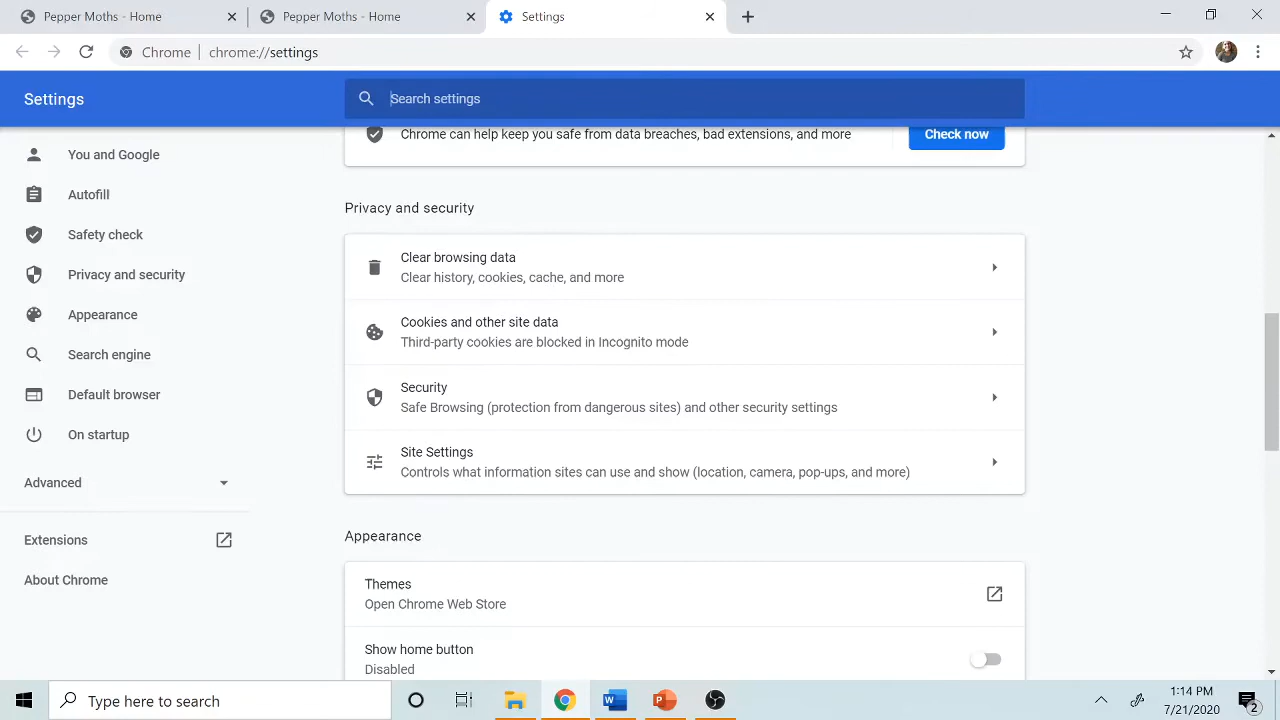 Pepper Moths - Home
Pepper Moths - Home
Settings
Chrome | chrome://settings
Settings
Search settings
Chrome can help keep you safe from data breaches, bad extensions, and more
Check now
You and Google
Autofill
Safety check
Privacy and security
Appearance
Search engine
Default browser
On startup
Advanced
Extensions
About Chrome
Privacy and security
Clear browsing data
Clear history, cookies, cache, and more
Cookies and other site data
Third-party cookies are blocked in Incognito mode
Security
Safe Browsing (protection from dangerous sites) and other security settings
Site Settings
Controls what information sites can use and show (location, camera, pop-ups, and more)
Appearance
Themes
Open Chrome Web Store
Show home button
Disabled
Type here to search
W
P
1:14 PM
7/21/2020
2